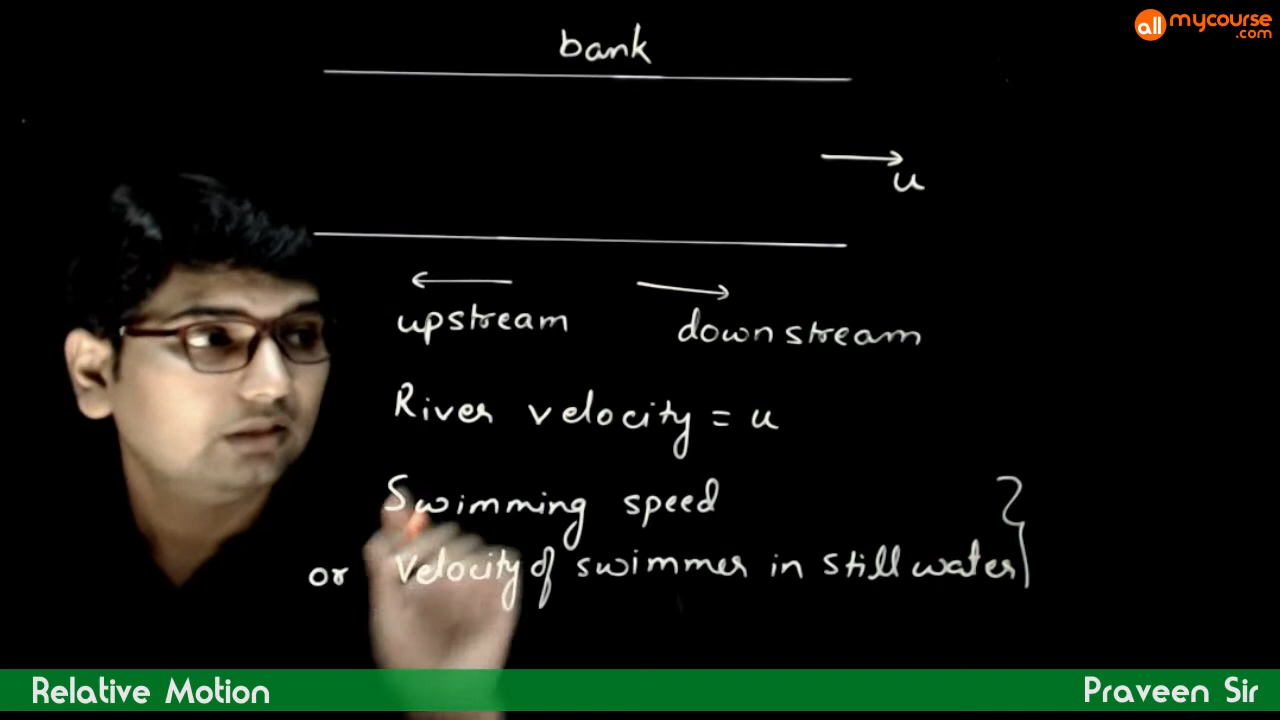 all mycourse
.com
bank
u
upstream downstream
River velocity = u
Swimming speed
or velocity of swimmer in still water
Relative Motion Praveen Sir